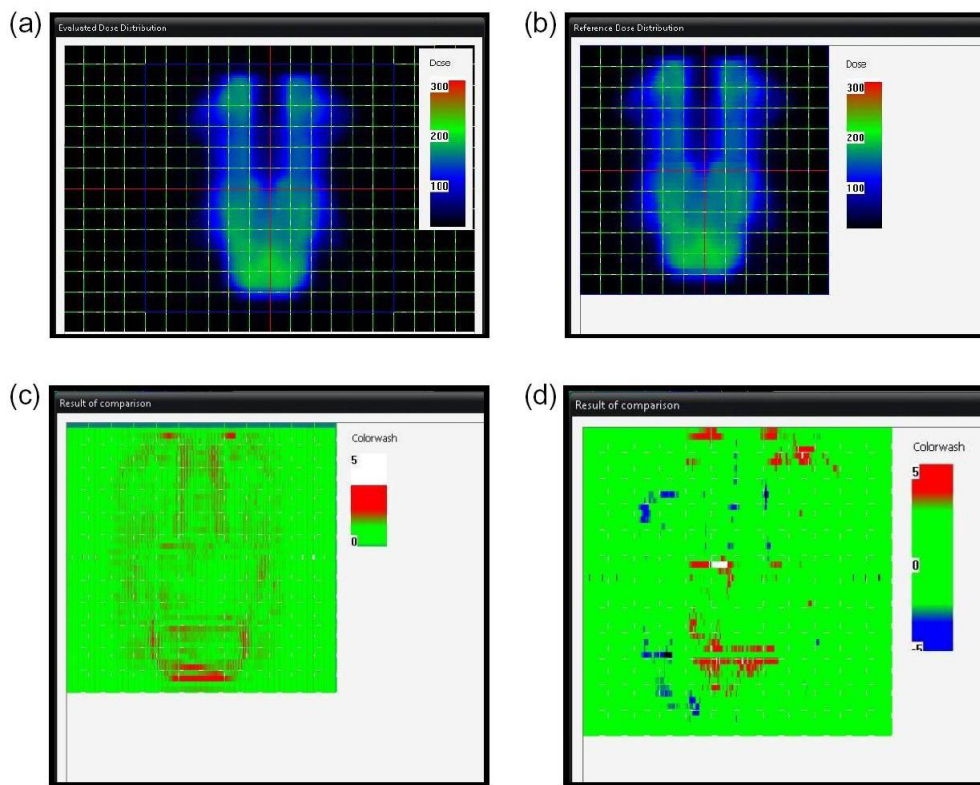 (a)
Evaluated Dose Distribution
Dose
300
200
100
(b)
Reference Dose Distribution
Dose
300
200
100
(c)
Result of comparison
Colorwash
5
0
(d)
Result of comparison
Colorwash
5
0
-5